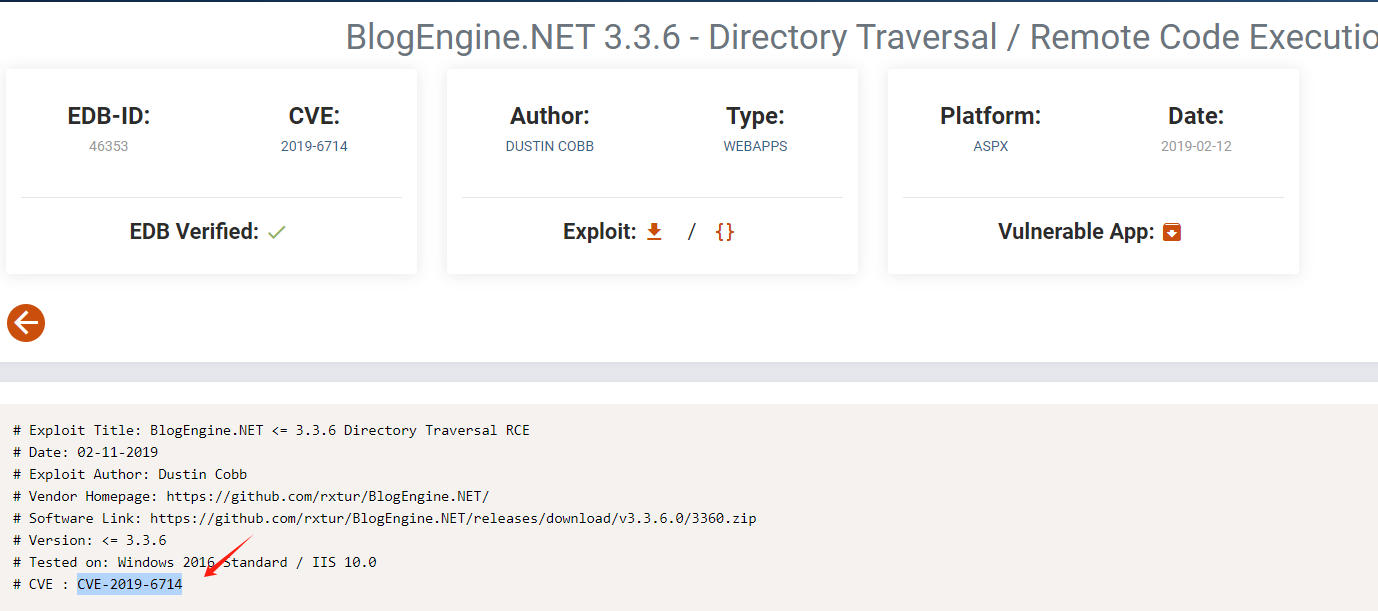 BlogEngine.NET 3.3.6 - Directory Traversal / Remote Code Executio
EDB-ID:
46353
CVE:
2019-6714
EDB Verified:
Author:
DUSTIN COBB
Type:
WEBAPPS
Exploit: / {}
Platform:
ASPX
Date:
2019-02-12
Vulnerable App:
# Exploit Title: BlogEngine.NET <= 3.3.6 Directory Traversal RCE
# Date: 02-11-2019
# Exploit Author: Dustin Cobb
# Vendor Homepage: https://github.com/rxtur/BlogEngine.NET/
# Software Link: https://github.com/rxtur/BlogEngine.NET/releases/download/v3.3.6.0/3360.zip
# Version: <= 3.3.6
# Tested on: Windows 2016 Standard / IIS 10.0
# CVE : CVE-2019-6714